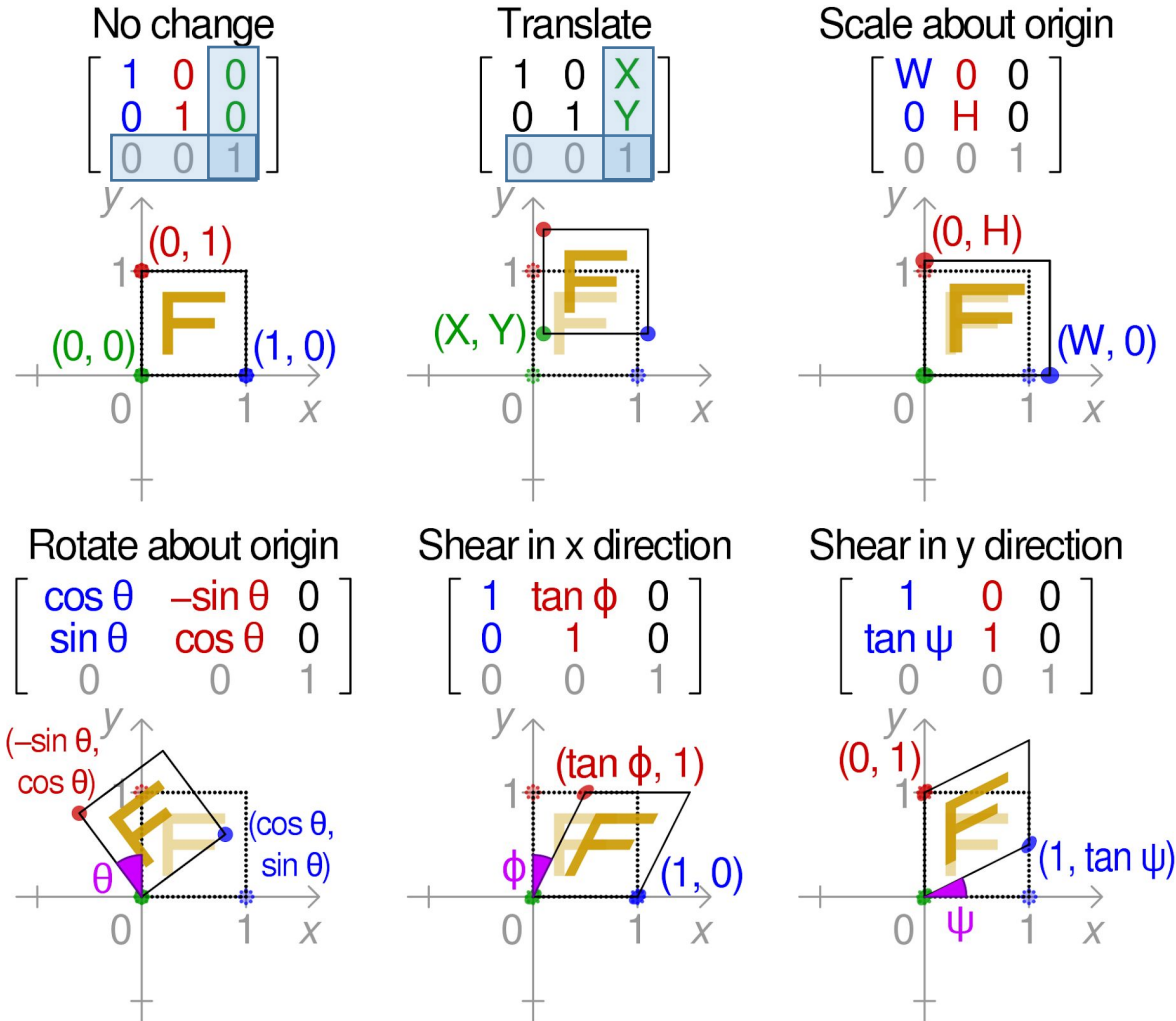 No change
1 0 0
0 1 0
0 0 1
y
(0, 1)
1
(0, 0)
(1, 0)
0
1
x
Translate
1 0 X
0 1 Y
0 0 1
y
1
F
F
(X, Y)
0
1
x
Scale about origin
W 0 0
0 H 0
0 0 1
y
(0, H)
1
F
F
(W, 0)
0
1
x
Rotate about origin
cos θ –sin θ 0
sin θ cos θ 0
0 0 1
y
(–sin θ,
cos θ)
1
F
F
(cos θ,
sin θ)
θ
0
1
x
Shear in x direction
1 tan ϕ 0
0 1 0
0 0 1
y
(tan ϕ, 1)
1
F
F
ϕ
(1, 0)
0
1
x
Shear in y direction
1 0 0
tan ψ 1 0
0 0 1
y
(0, 1)
1
F
F
(1, tan ψ)
0
ψ
1
x